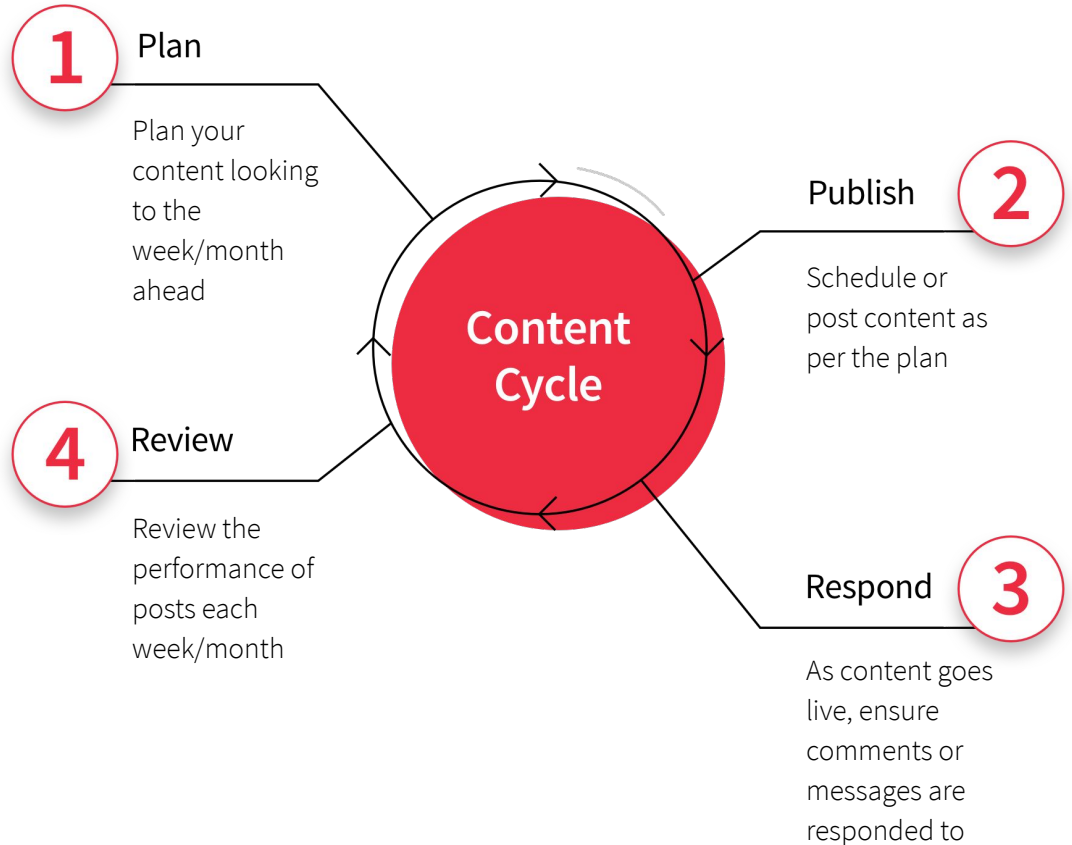 1
Plan
Plan your
content looking
to the
week/month
ahead
2
Publish
Schedule or
post content as
per the plan
Content
Cycle
3
Respond
As content goes
live, ensure
comments or
messages are
responded to
4
Review
Review the
performance of
posts each
week/month